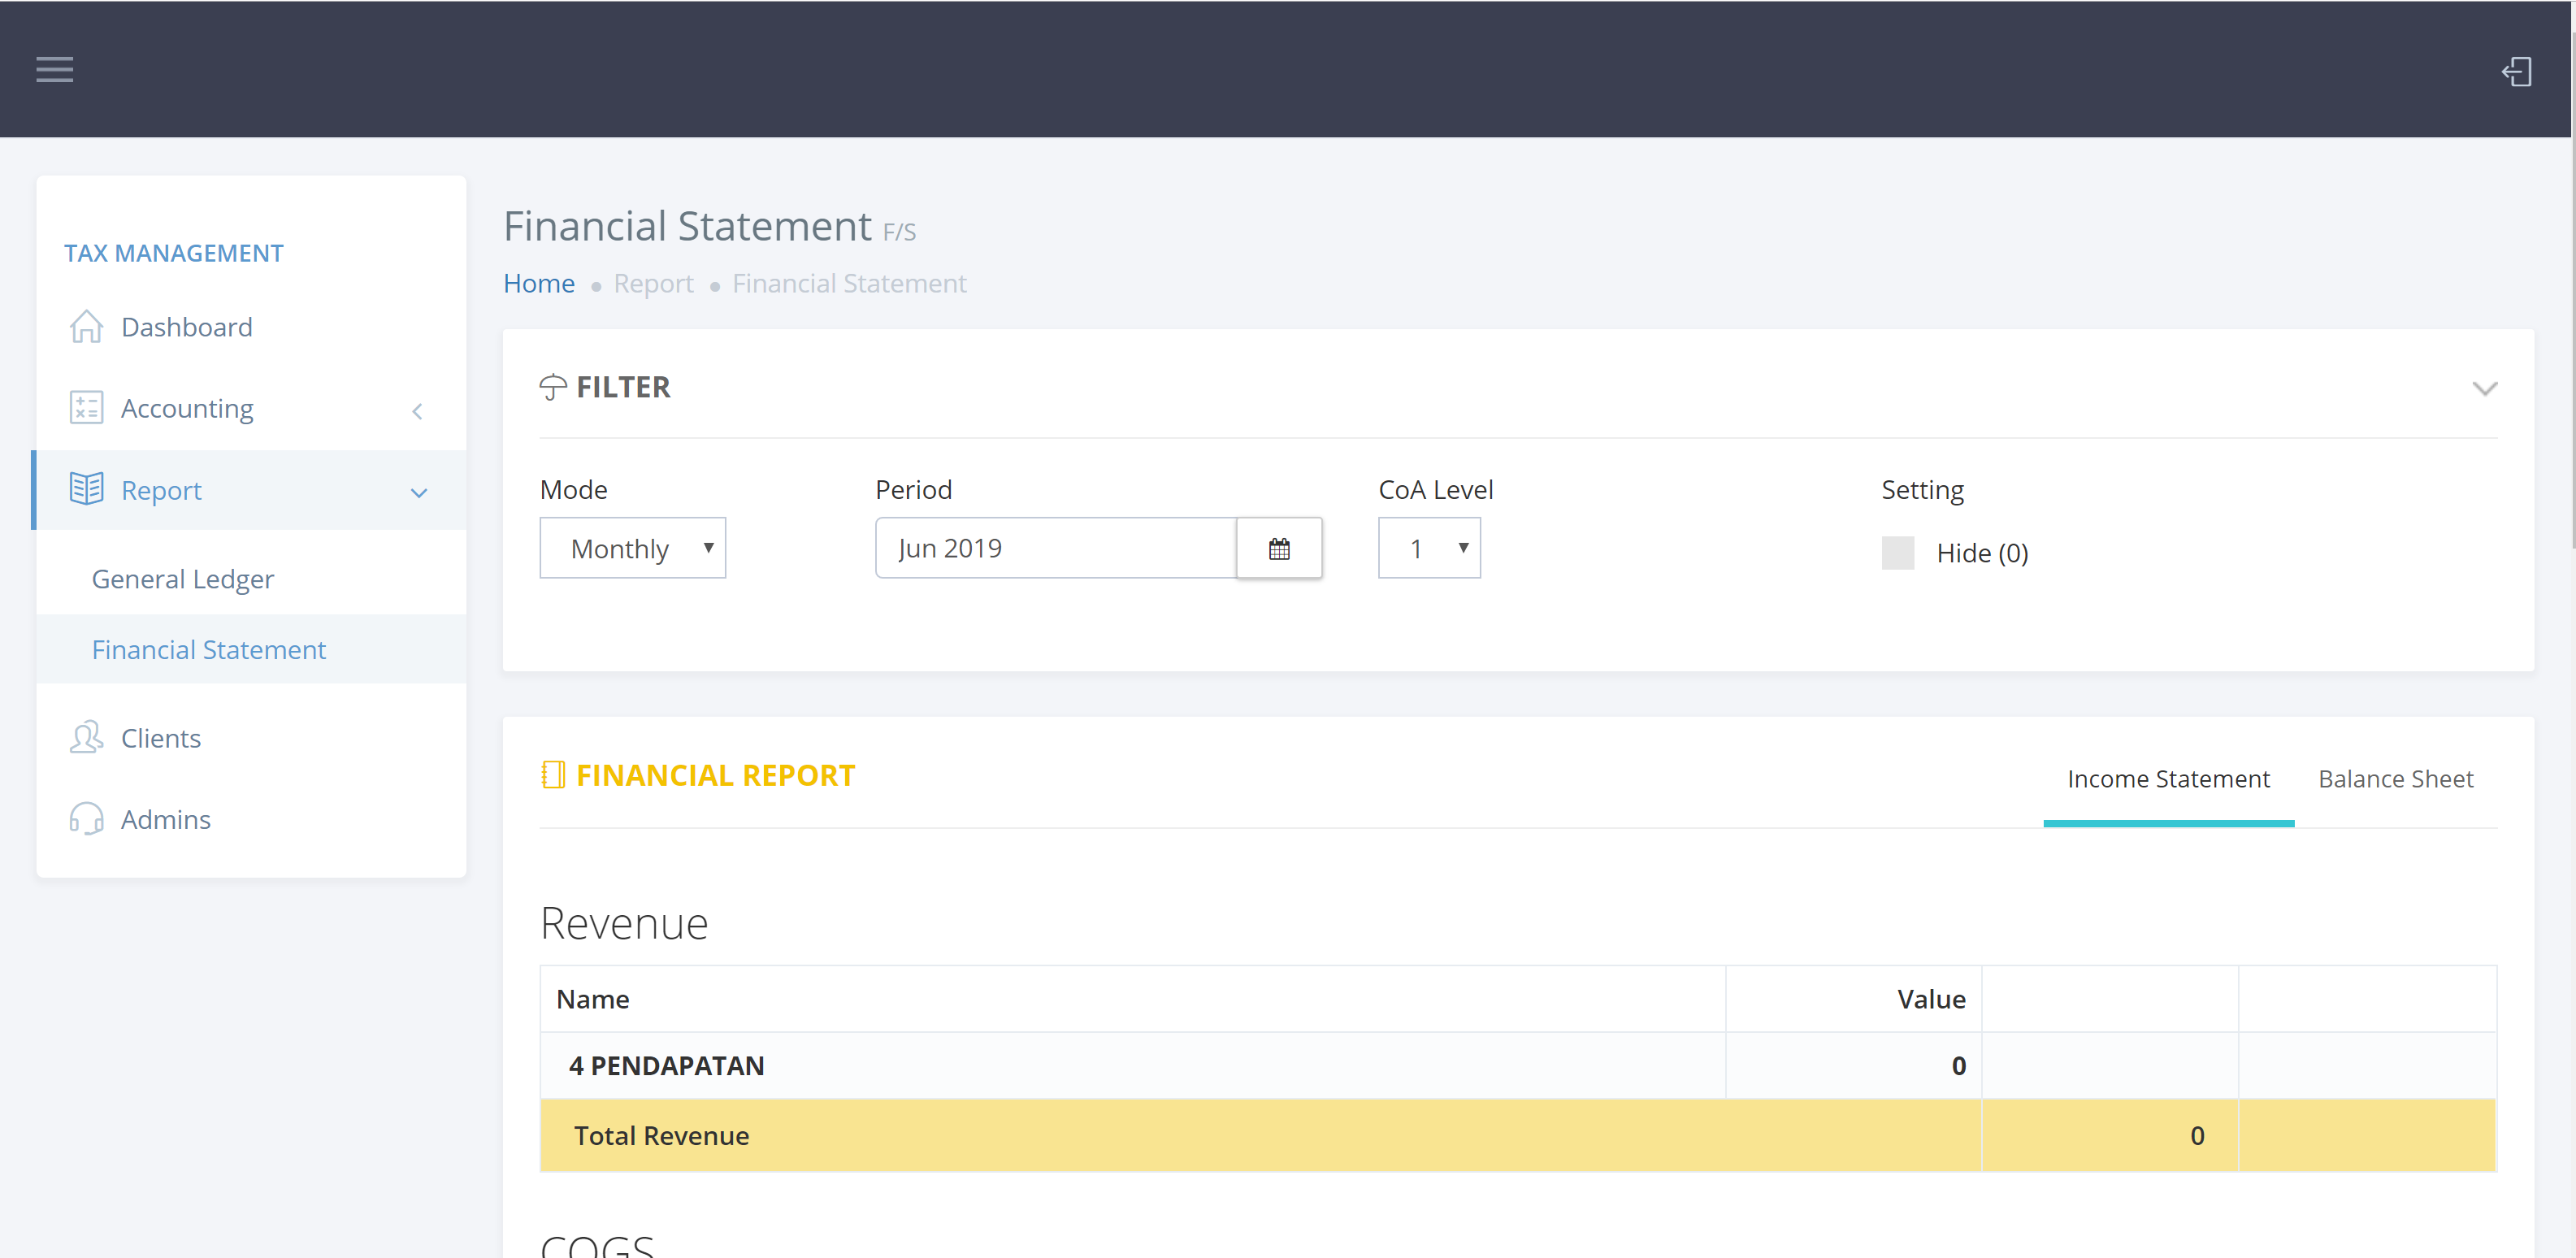 TAX MANAGEMENT
Dashboard
Accounting
Report
General Ledger
Financial Statement
Clients
Admins
Financial Statement F/S
Home Report Financial Statement
FILTER
Mode Period CoA Level Setting
Monthly Jun 2019 1 Hide (0)
FINANCIAL REPORT Income Statement Balance Sheet
Revenue
Name Value
4 PENDAPATAN 0
Total Revenue 0
COGS